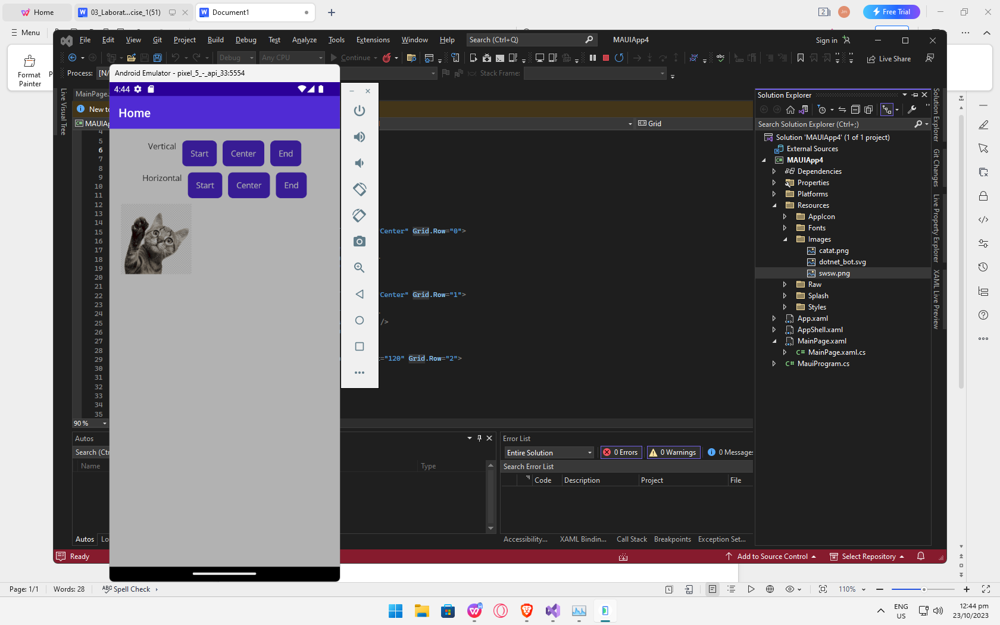 Home
03_Laborat...cise_1(51)
Document1
2
Jm
Free Trial
Menu
Format
Painter
File Edit View Git Project Build Debug Test Analyze Tools Extensions Window Help
Search (Ctrl+Q)
MAUIApp4
Sign in
Debug
Any CPU
Continue
Live Share
Process:
Stack Frame:
Android Emulator - pixel_5_-_api_33:5554
4:44
Home
Vertical Start Center End
Horizontal Start Center End
Live Visual Tree
MainPage.
New to
MAUIAp
Grid
4
5
6
7
8
9
10
11
12
13
14
15
16
17
18
19
20
21
22
23
24
25
26
27
28
29
30
31
32
33
34
35
Center" Grid.Row="0">
Center" Grid.Row="1">
/>
="120" Grid.Row="2">
90 %
Solution Explorer
Search Solution Explorer (Ctrl+;)
Solution 'MAUIApp4' (1 of 1 project)
External Sources
MAUIApp4
Dependencies
Properties
Platforms
Resources
AppIcon
Fonts
Images
catat.png
dotnet_bot.svg
swsw.png
Raw
Splash
Styles
App.xaml
AppShell.xaml
MainPage.xaml
C# MainPage.xaml.cs
C# MauiProgram.cs
Solution Explorer
Git Changes
Live Property Explorer
XAML Live Preview
Autos
Search (Ctr
Name
Type
Autos
Lo
Error List
Entire Solution
0 Errors
0 Warnings
0 Messages
Search Error List
Code Description Project File
Accessibility... XAML Bindin... Call Stack Breakpoints Exception Set...
Ready
Add to Source Control
Select Repository
Page: 1/1
Words: 28
Spell Check
110%
ENG
US
12:44 pm
23/10/2023